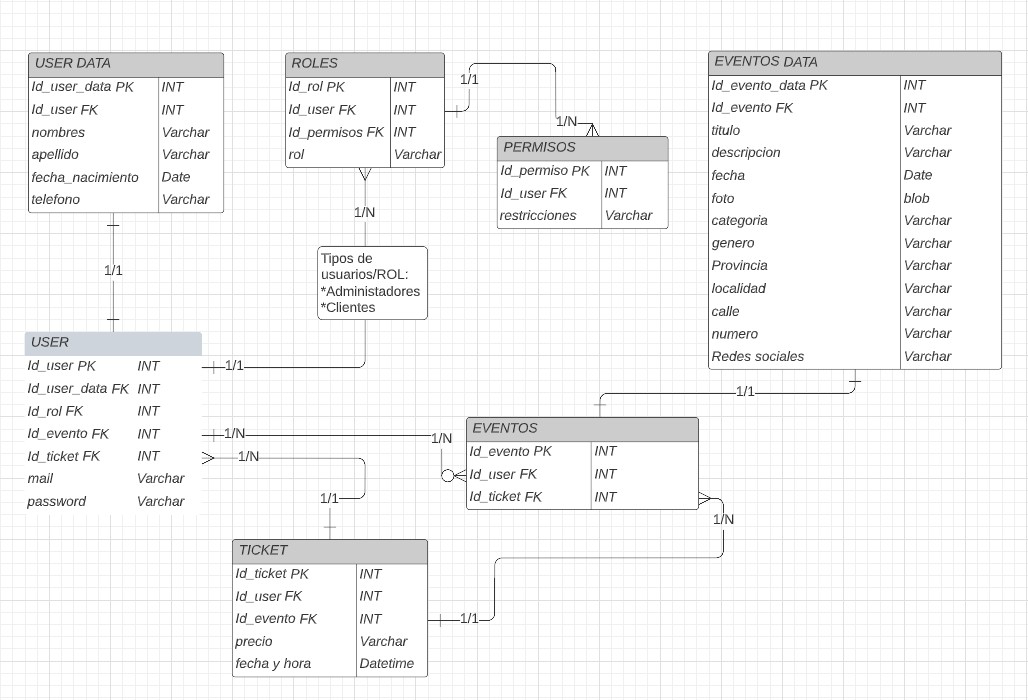 USER DATA
Id_user_data PK INT
Id_user FK INT
nombres Varchar
apellido Varchar
fecha_nacimiento Date
telefono Varchar
1/1
ROLES
Id_rol PK INT
Id_user FK INT
Id_permisos FK INT
rol Varchar
1/1
1/N
PERMISOS
Id_permiso PK INT
Id_user FK INT
restricciones Varchar
1/N
Tipos de
usuarios/ROL:
*Administadores
*Clientes
EVENTOS DATA
Id_evento_data PK INT
Id_evento FK INT
titulo Varchar
descripcion Varchar
fecha Date
foto blob
categoria Varchar
genero Varchar
Provincia Varchar
localidad Varchar
calle Varchar
numero Varchar
Redes sociales Varchar
1/1
USER
Id_user PK INT
Id_user_data FK INT
Id_rol FK INT
Id_evento FK INT
Id_ticket FK INT
mail Varchar
password Varchar
1/1
1/N
1/N
1/N
1/1
EVENTOS
Id_evento PK INT
Id_user FK INT
Id_ticket FK INT
1/N
TICKET
Id_ticket PK INT
Id_user FK INT
Id_evento FK INT
precio Varchar
fecha y hora Datetime
1/1